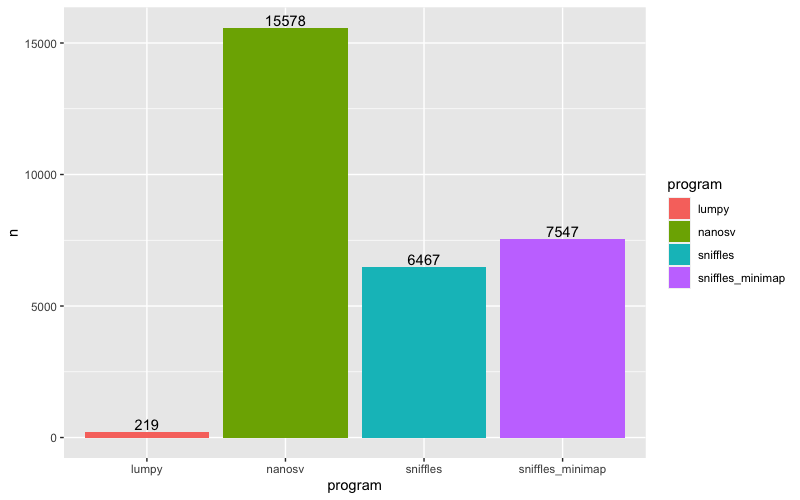 15578
15000
program
lumpy
nanosv
sniffles
sniffles_minimap
10000
n
7547
6467
5000
219
0
lumpy nanosv sniffles sniffles_minimap
program